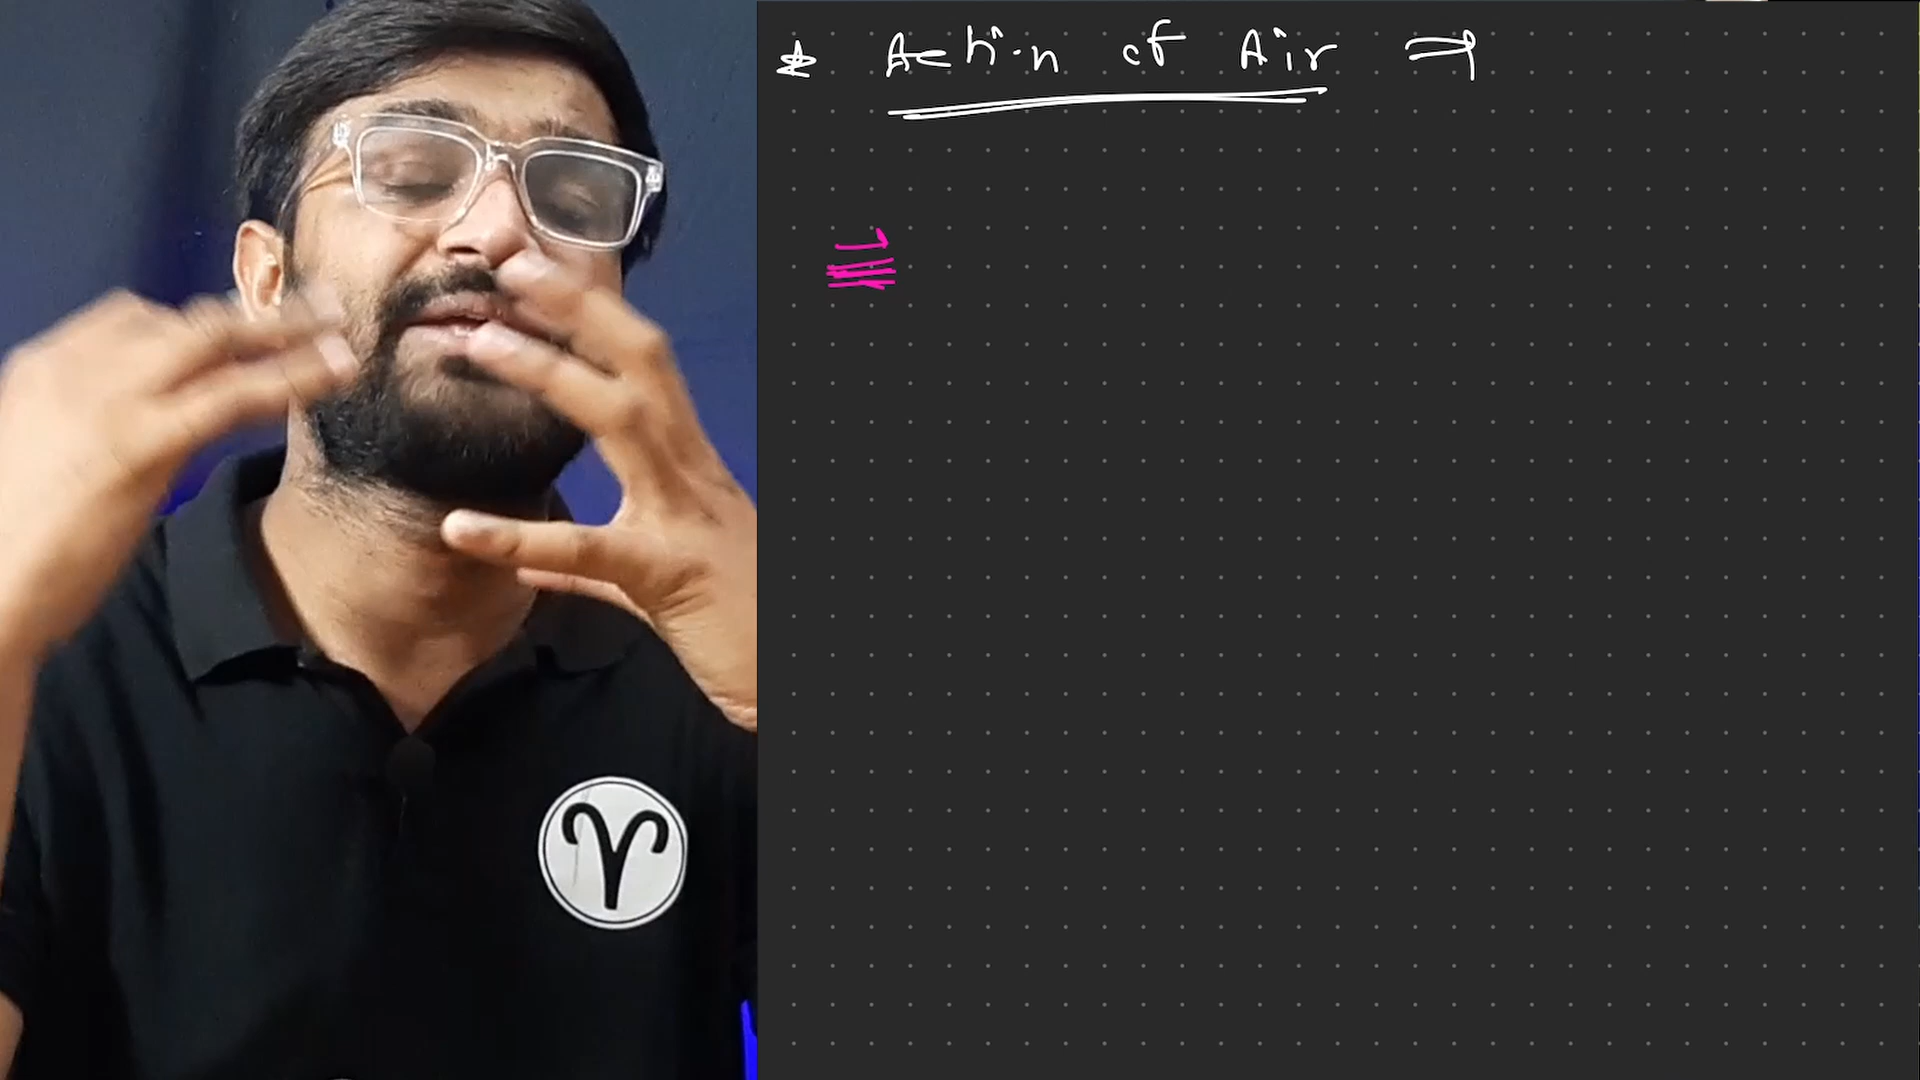 * Action of Air ⇒